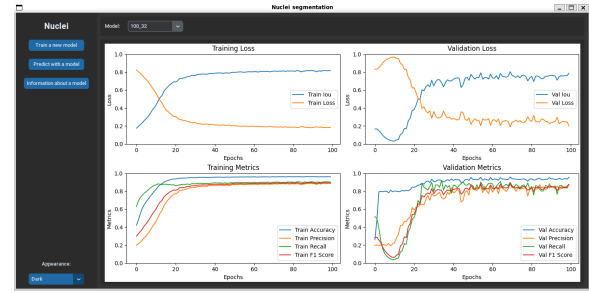 Nuclei segmentation
Nuclei
Train a new model
Predict with a model
Information about a model
Appearance:
Dark
Model:
100_32
Training Loss
1.0
0.8
0.6
0.4
0.2
0.0
Loss
Train Iou
Train Loss
0 20 40 60 80 100
Epochs
Validation Loss
1.0
0.8
0.6
0.4
0.2
0.0
Loss
Val Iou
Val Loss
0 20 40 60 80 100
Epochs
Training Metrics
1.0
0.8
0.6
0.4
0.2
0.0
Metrics
Train Accuracy
Train Precision
Train Recall
Train F1 Score
0 20 40 60 80 100
Epochs
Validation Metrics
1.0
0.8
0.6
0.4
0.2
0.0
Metrics
Val Accuracy
Val Precision
Val Recall
Val F1 Score
0 20 40 60 80 100
Epochs